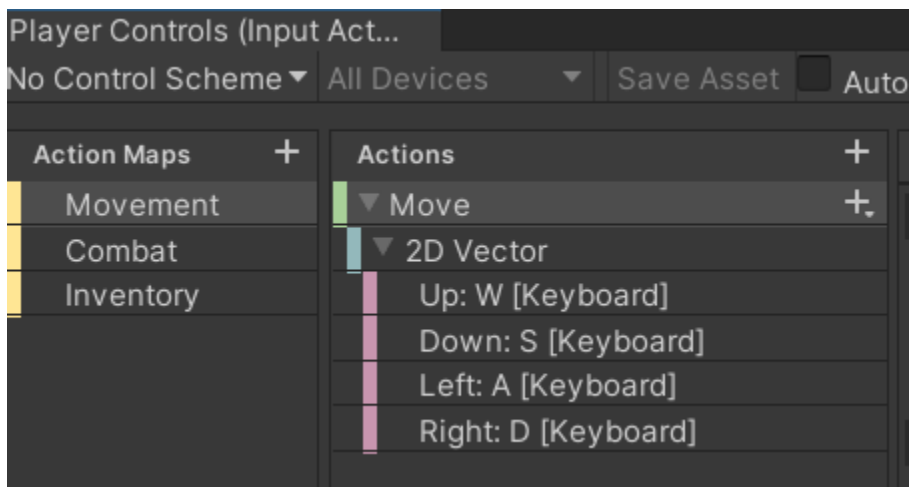 Player Controls (Input Act...
No Control Scheme All Devices Save Asset Auto
Action Maps + Actions +
Movement Move +
Combat 2D Vector
Inventory Up: W [Keyboard]
Down: S [Keyboard]
Left: A [Keyboard]
Right: D [Keyboard]